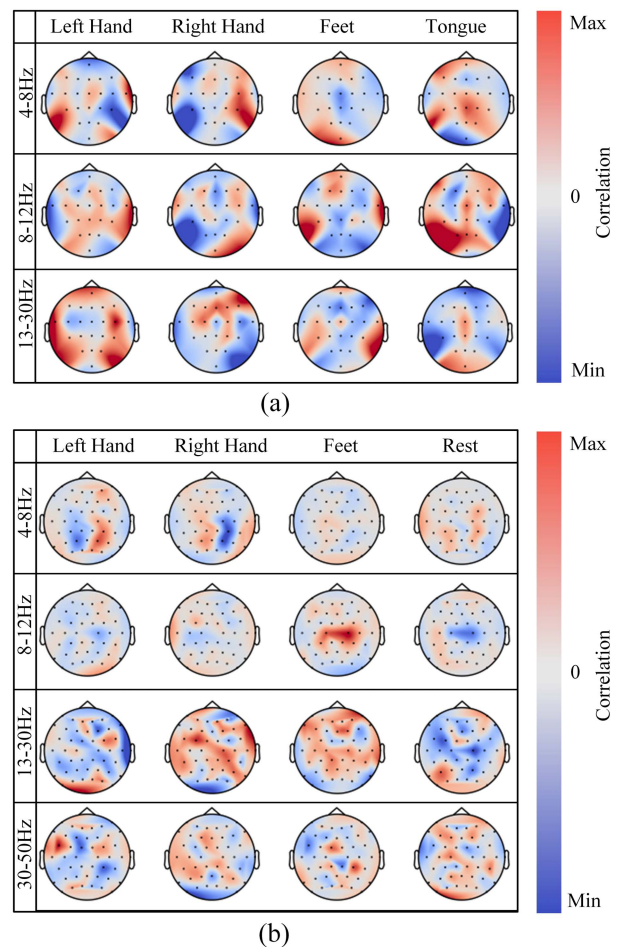 Left Hand Right Hand Feet Tongue
4-8Hz
8-12Hz
13-30Hz
Max
0
Correlation
Min
(a)
Left Hand Right Hand Feet Rest
4-8Hz
8-12Hz
13-30Hz
30-50Hz
Max
0
Correlation
Min
(b)